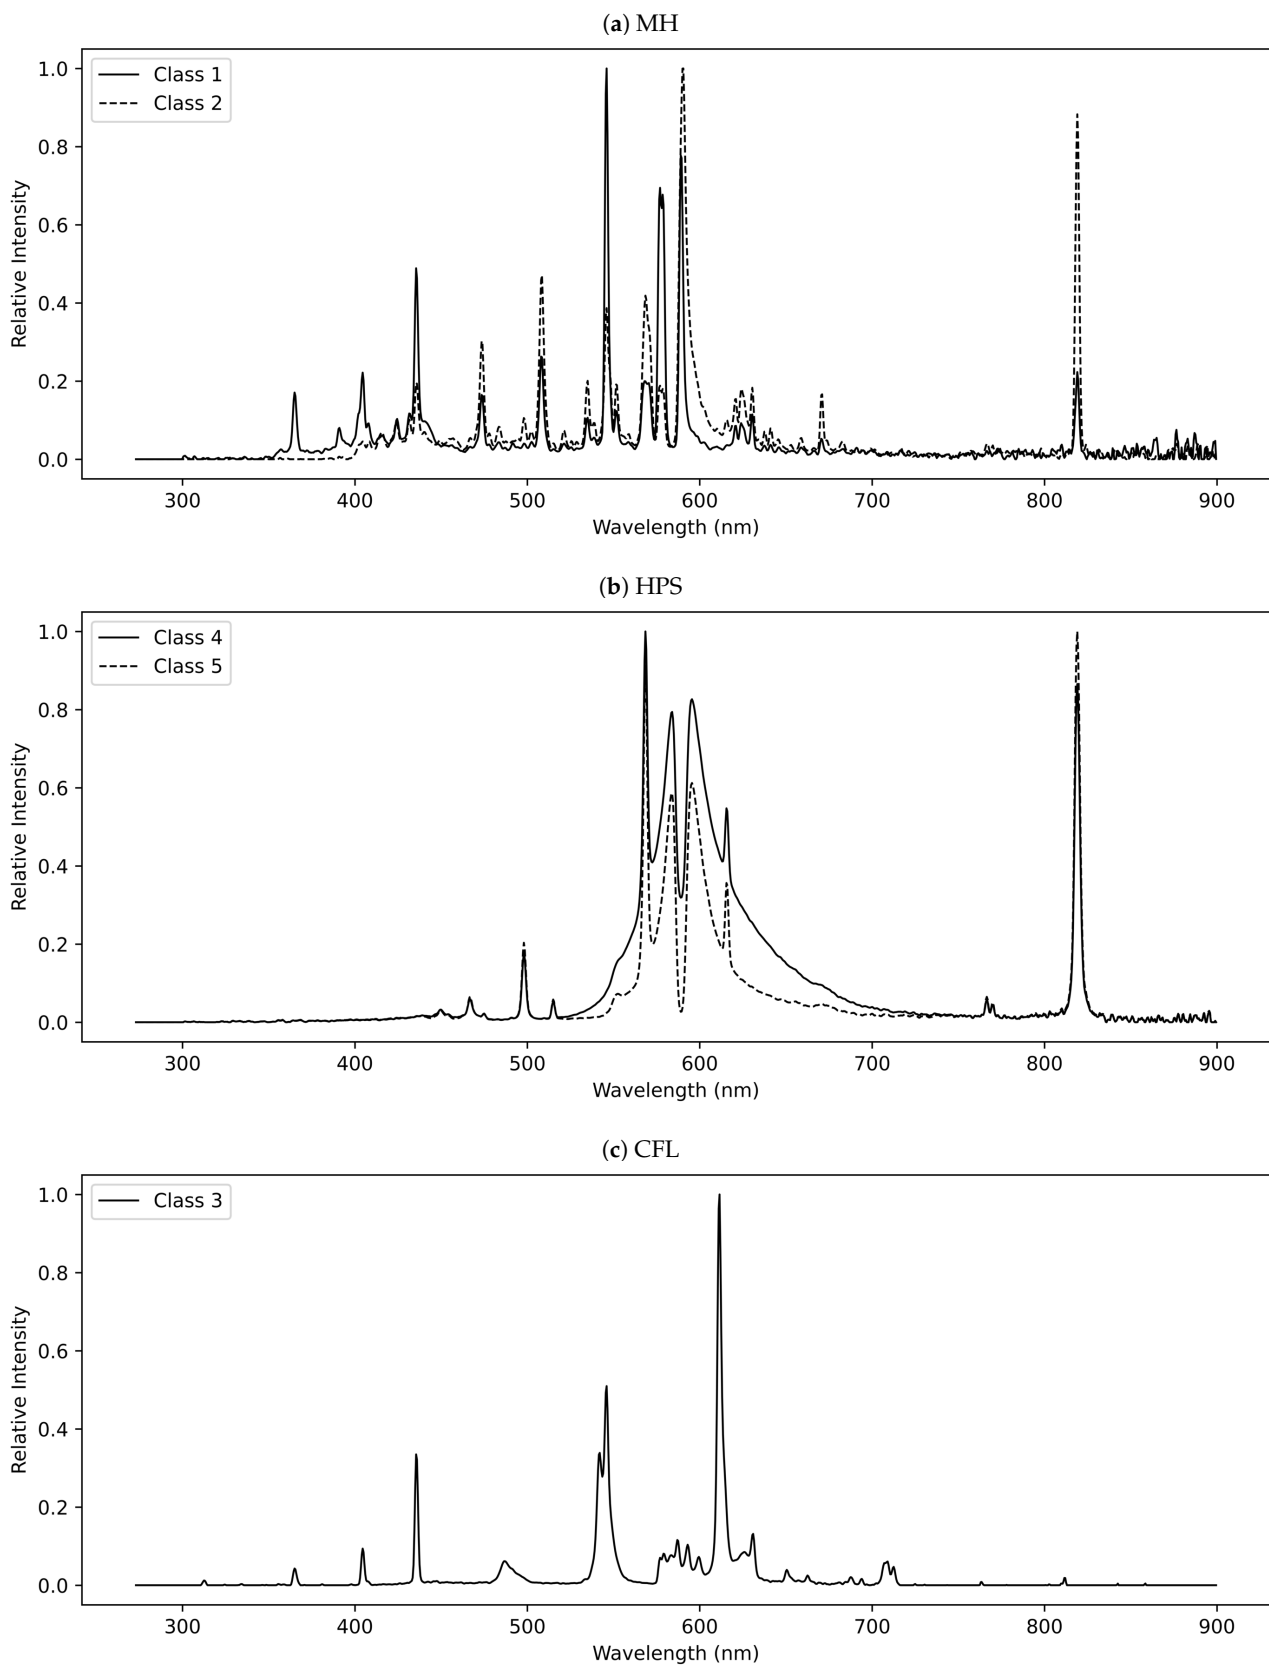 (a) MH
Class 1
Class 2
1.0
0.8
0.6
0.4
0.2
0.0
Relative Intensity
300 400 500 600 700 800 900
Wavelength (nm)
(b) HPS
Class 4
Class 5
1.0
0.8
0.6
0.4
0.2
0.0
Relative Intensity
300 400 500 600 700 800 900
Wavelength (nm)
(c) CFL
Class 3
1.0
0.8
0.6
0.4
0.2
0.0
Relative Intensity
300 400 500 600 700 800 900
Wavelength (nm)